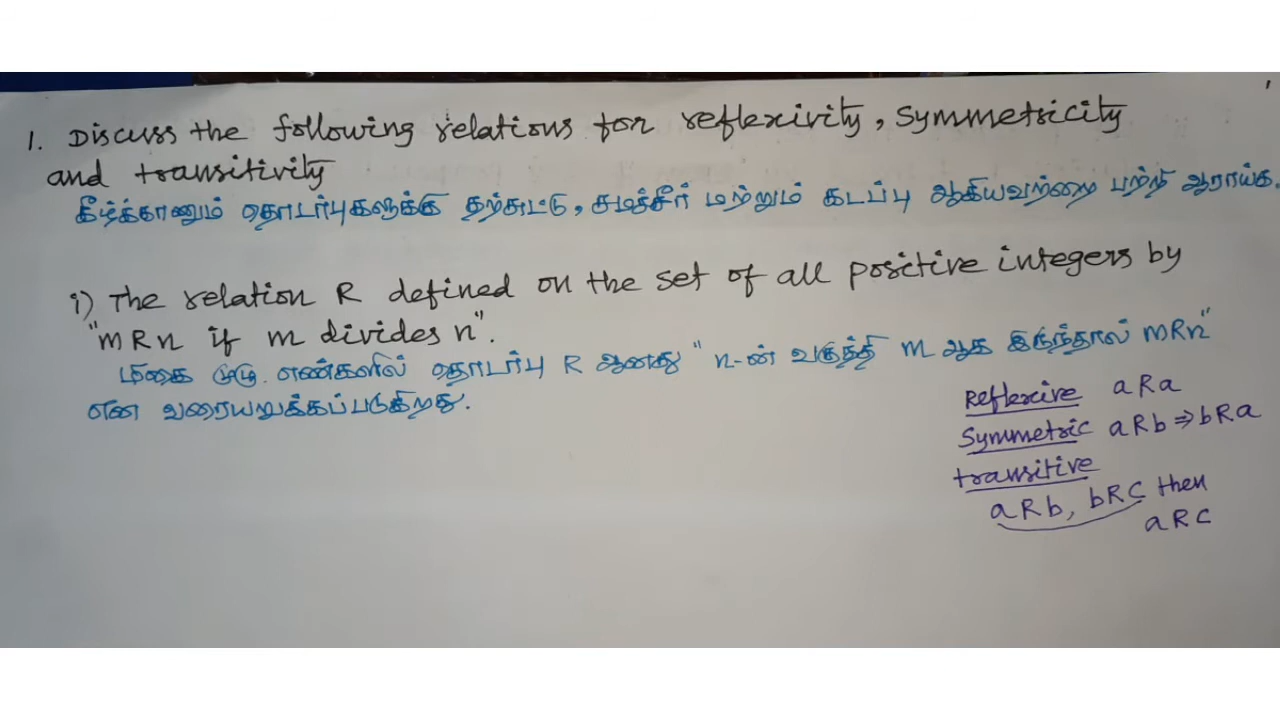 1. Discuss the following relations for reflexivity, symmetricity
and transitivity
கீழ்க்காணும் தொடர்புகளுக்கு தற்சுட்டு, சமச்சீர் மற்றும் கடப்பு ஆகியவற்றை பற்றி ஆராய்க.
i) The relation R defined on the set of all positive integers by
"mRn if m divides n".
மிகை முழு எண்களில் தொடர்பு R ஆனது "n-ன் வகுத்தி m ஆக இருந்தால் mRn"
என வரையறுக்கப்படுகிறது.
Reflexive aRa
Symmetric aRb ⇒ bRa
transitive
aRb, bRc then
aRc